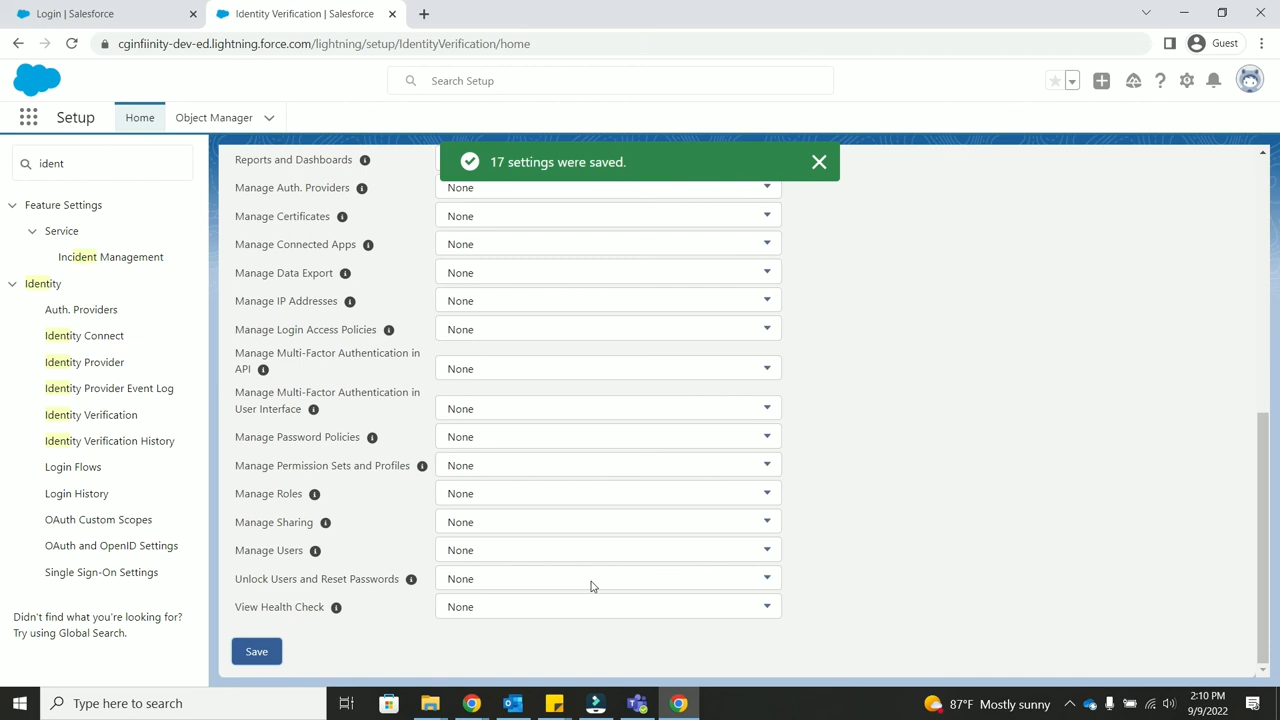 Login | Salesforce
Identity Verification | Salesforce
cginfiinity-dev-ed.lightning.force.com/lightning/setup/IdentityVerification/home
Guest
Search Setup
Setup
Home
Object Manager
ident
Feature Settings
Service
Incident Management
Identity
Auth. Providers
Identity Connect
Identity Provider
Identity Provider Event Log
Identity Verification
Identity Verification History
Login Flows
Login History
OAuth Custom Scopes
OAuth and OpenID Settings
Single Sign-On Settings
Didn't find what you're looking for?
Try using Global Search.
17 settings were saved.
Reports and Dashboards
Manage Auth. Providers None
Manage Certificates None
Manage Connected Apps None
Manage Data Export None
Manage IP Addresses None
Manage Login Access Policies None
Manage Multi-Factor Authentication in
API None
Manage Multi-Factor Authentication in
User Interface None
Manage Password Policies None
Manage Permission Sets and Profiles None
Manage Roles None
Manage Sharing None
Manage Users None
Unlock Users and Reset Passwords None
View Health Check None
Save
Type here to search
87°F Mostly sunny
2:10 PM
9/9/2022